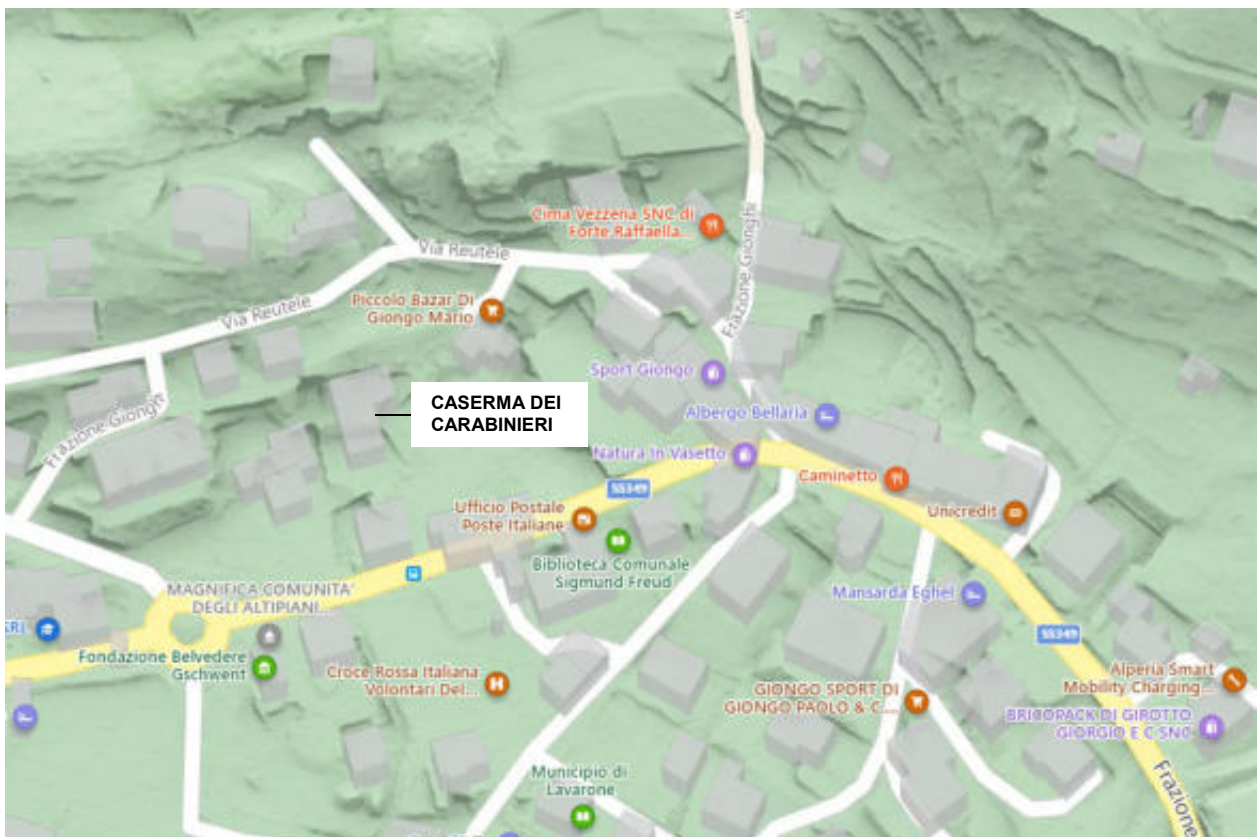 Cima Vezzena SNC di
Forte Raffaella...
Frazione Gionghi
Via Reutele
Via Reutele
Piccolo Bazar Di
Giongo Mario
Sport Giongo
CASERMA DEI
CARABINIERI
Albergo Bellaria
Frazione Giongh
Natura In Vasetto
Caminetto
SS349
Ufficio Postale
Poste Italiane
Unicredit
Biblioteca Comunale
Sigmund Freud
MAGNIFICA COMUNITA'
DEGLI ALTIPIANI...
Mansarda Eghel
SRL
SS349
Fondazione Belvedere
Gschwent
Croce Rossa Italiana
Volontari Del...
Alperia Smart
Mobility Charging...
GIONGO SPORT DI
GIONGO PAOLO & C....
BRICOPACK DI GIROTTO
GIORGIO E C SNC
Municipio di
Lavarone
Frazione